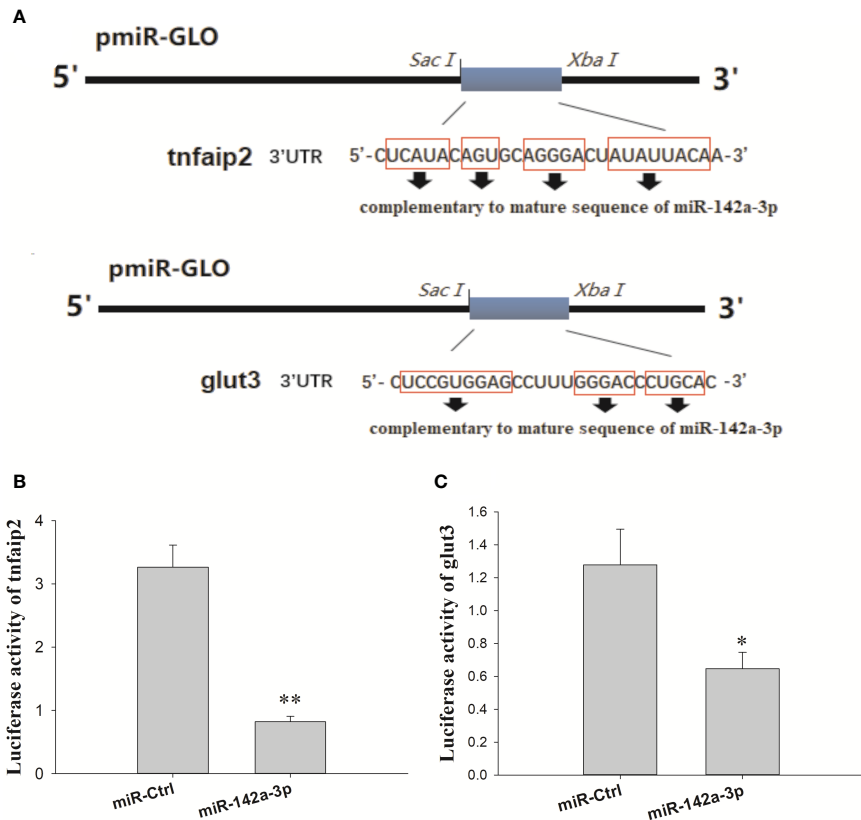 A
pmiR-GLO
Sac I
Xba I
5'
3'
tnfaip2 3'UTR 5'-CUCAUACAGUGCAGGGACUAUAUUACAA-3'
complementary to mature sequence of miR-142a-3p
pmiR-GLO
Sac I
Xba I
5'
3'
glut3 3'UTR 5'- CUCCGUGGAGCCUUUGGGACCCUGCAC -3'
complementary to mature sequence of miR-142a-3p
B
Luciferase activity of tnfaip2
4
3
2
1
0
**
miR-Ctrl
miR-142a-3p
C
Luciferase activity of glut3
1.6
1.4
1.2
1.0
0.8
0.6
0.4
0.2
0.0
*
miR-Ctrl
miR-142a-3p